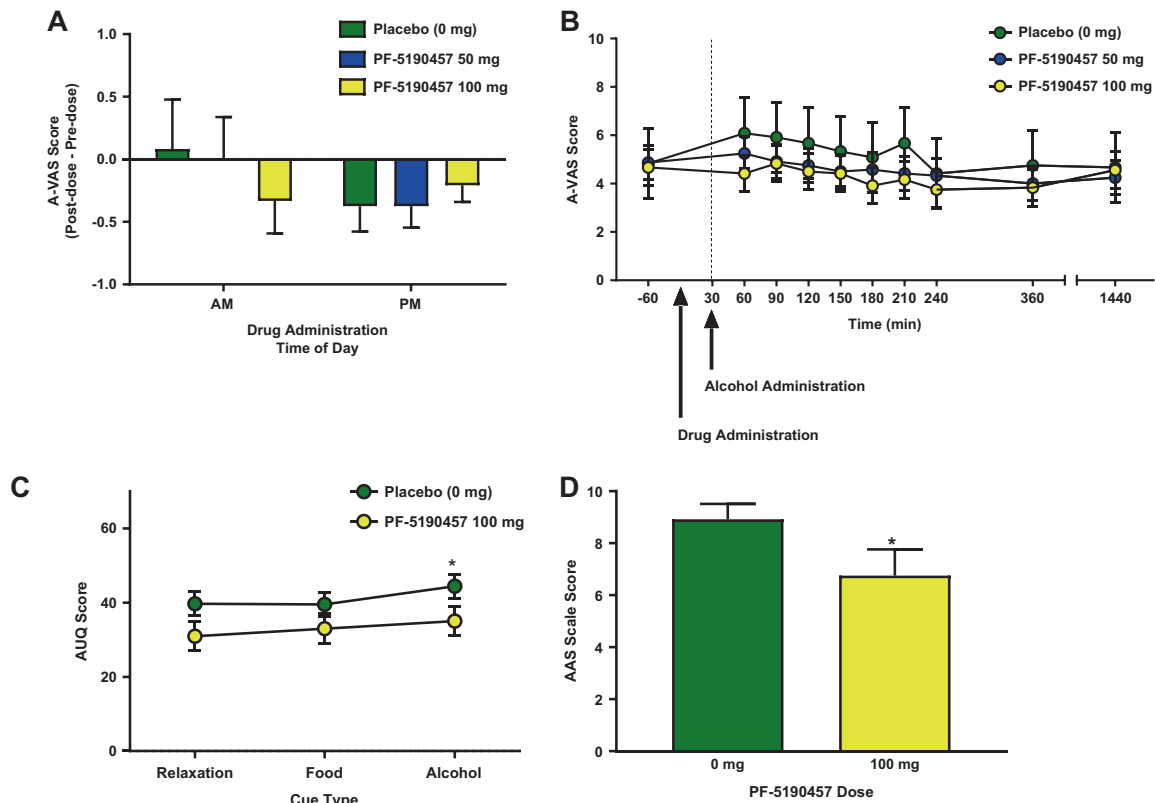 A
A-VAS Score
(Post-dose - Pre-dose)
1.0
0.5
0.0
-0.5
-1.0
Placebo (0 mg)
PF-5190457 50 mg
PF-5190457 100 mg
AM
PM
Drug Administration
Time of Day
B
A-VAS Score
10
8
6
4
2
0
Placebo (0 mg)
PF-5190457 50 mg
PF-5190457 100 mg
-60
30
60
90
120
150
180
210
240
360
1440
Time (min)
Alcohol Administration
Drug Administration
C
AUQ Score
60
40
20
0
Placebo (0 mg)
PF-5190457 100 mg
*
Relaxation
Food
Alcohol
Cue Type
D
AAS Scale Score
10
8
6
4
2
0
*
0 mg
100 mg
PF-5190457 Dose